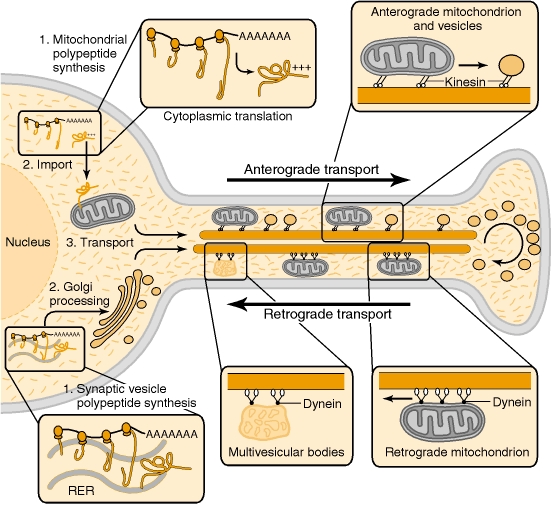 1. Mitochondrial
polypeptide
synthesis
AAAAAAA
+++
Cytoplasmic translation
Anterograde mitochondrion
and vesicles
Kinesin
AAAAAAA
+++
2. Import
Anterograde transport
Nucleus
3. Transport
2. Golgi
processing
Retrograde transport
AAAAAAA
1. Synaptic vesicle
polypeptide synthesis
AAAAAAA
RER
Dynein
Multivesicular bodies
Dynein
Retrograde mitochondrion